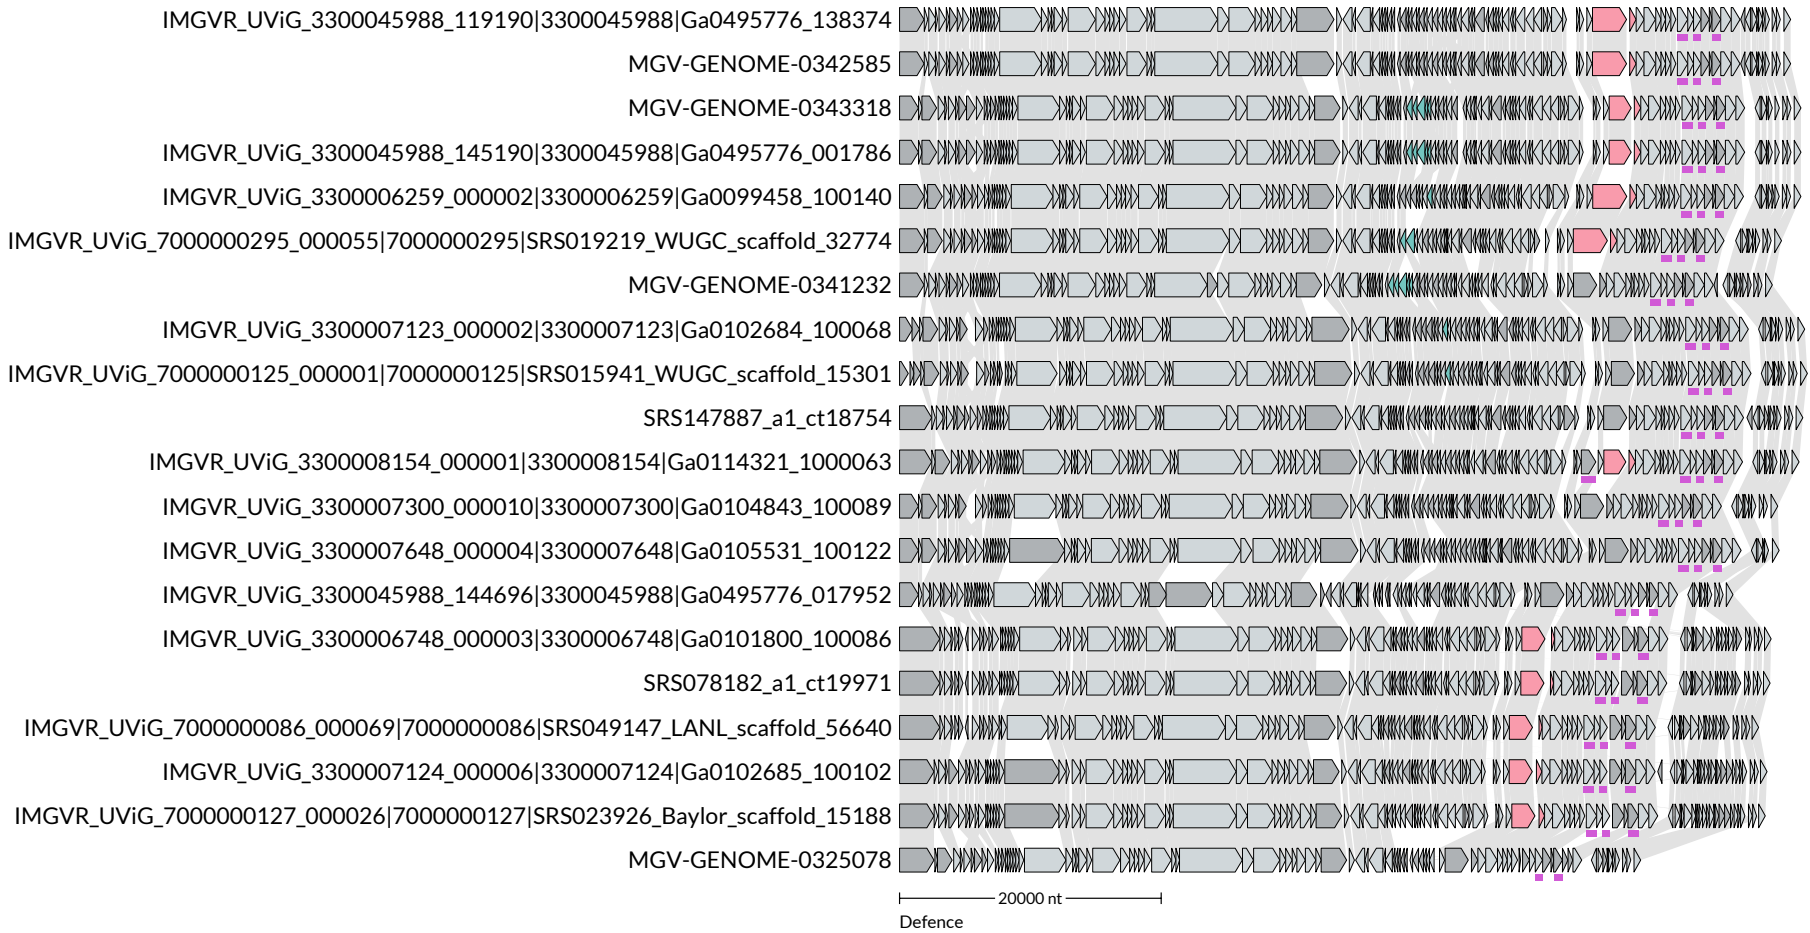 IMGVR_UViG_3300045988_119190|3300045988|Ga0495776_138374
MGV-GENOME-0342585
MGV-GENOME-0343318
IMGVR_UViG_3300045988_145190|3300045988|Ga0495776_001786
IMGVR_UViG_3300006259_000002|3300006259|Ga0099458_100140
IMGVR_UViG_7000000295_000055|7000000295|SRS019219_WUGC_scaffold_32774
MGV-GENOME-0341232
IMGVR_UViG_3300007123_000002|3300007123|Ga0102684_100068
IMGVR_UViG_7000000125_000001|7000000125|SRS015941_WUGC_scaffold_15301
SRS147887_a1_ct18754
IMGVR_UViG_3300008154_000001|3300008154|Ga0114321_1000063
IMGVR_UViG_3300007300_000010|3300007300|Ga0104843_100089
IMGVR_UViG_3300007648_000004|3300007648|Ga0105531_100122
IMGVR_UViG_3300045988_144696|3300045988|Ga0495776_017952
IMGVR_UViG_3300006748_000003|3300006748|Ga0101800_100086
SRS078182_a1_ct19971
IMGVR_UViG_7000000086_000069|7000000086|SRS049147_LANL_scaffold_56640
IMGVR_UViG_3300007124_000006|3300007124|Ga0102685_100102
IMGVR_UViG_7000000127_000026|7000000127|SRS023926_Baylor_scaffold_15188
MGV-GENOME-0325078
20000 nt
Defence